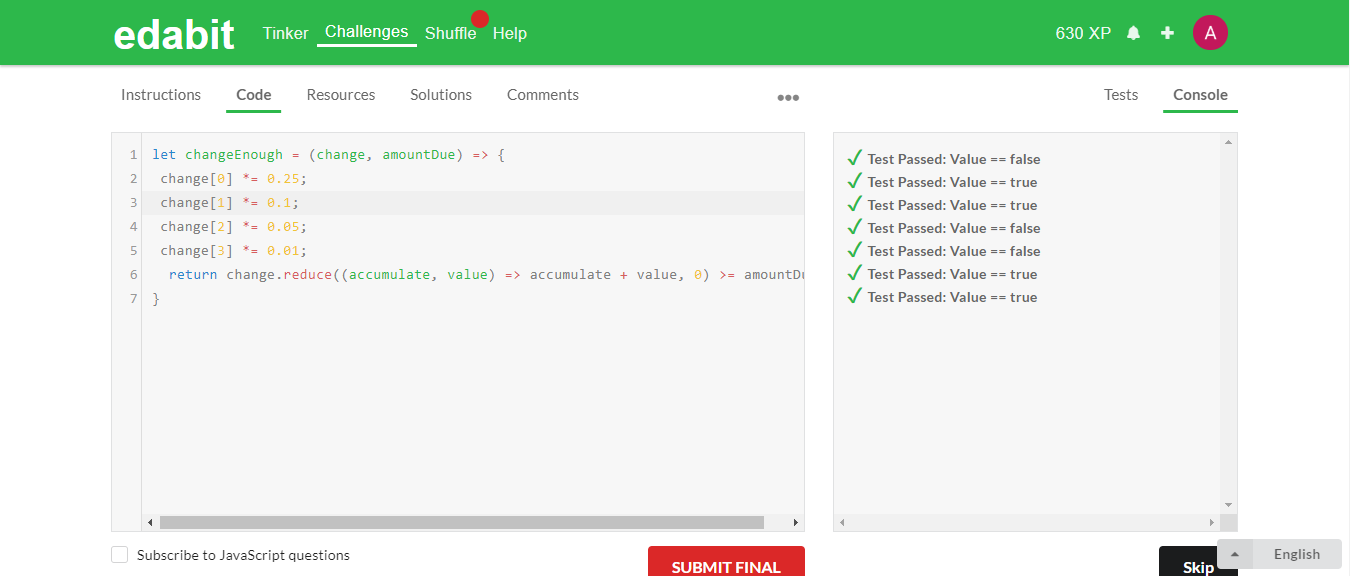 edabit Tinker Challenges Shuffle Help 630 XP A
Instructions Code Resources Solutions Comments ••• Tests Console
1 let changeEnough = (change, amountDue) => {
2 change[0] *= 0.25;
3 change[1] *= 0.1;
4 change[2] *= 0.05;
5 change[3] *= 0.01;
6 return change.reduce((accumulate, value) => accumulate + value, 0) >= amountDu
7 }
✓ Test Passed: Value == false
✓ Test Passed: Value == true
✓ Test Passed: Value == true
✓ Test Passed: Value == false
✓ Test Passed: Value == false
✓ Test Passed: Value == true
✓ Test Passed: Value == true
Subscribe to JavaScript questions
SUBMIT FINAL
Skip
English